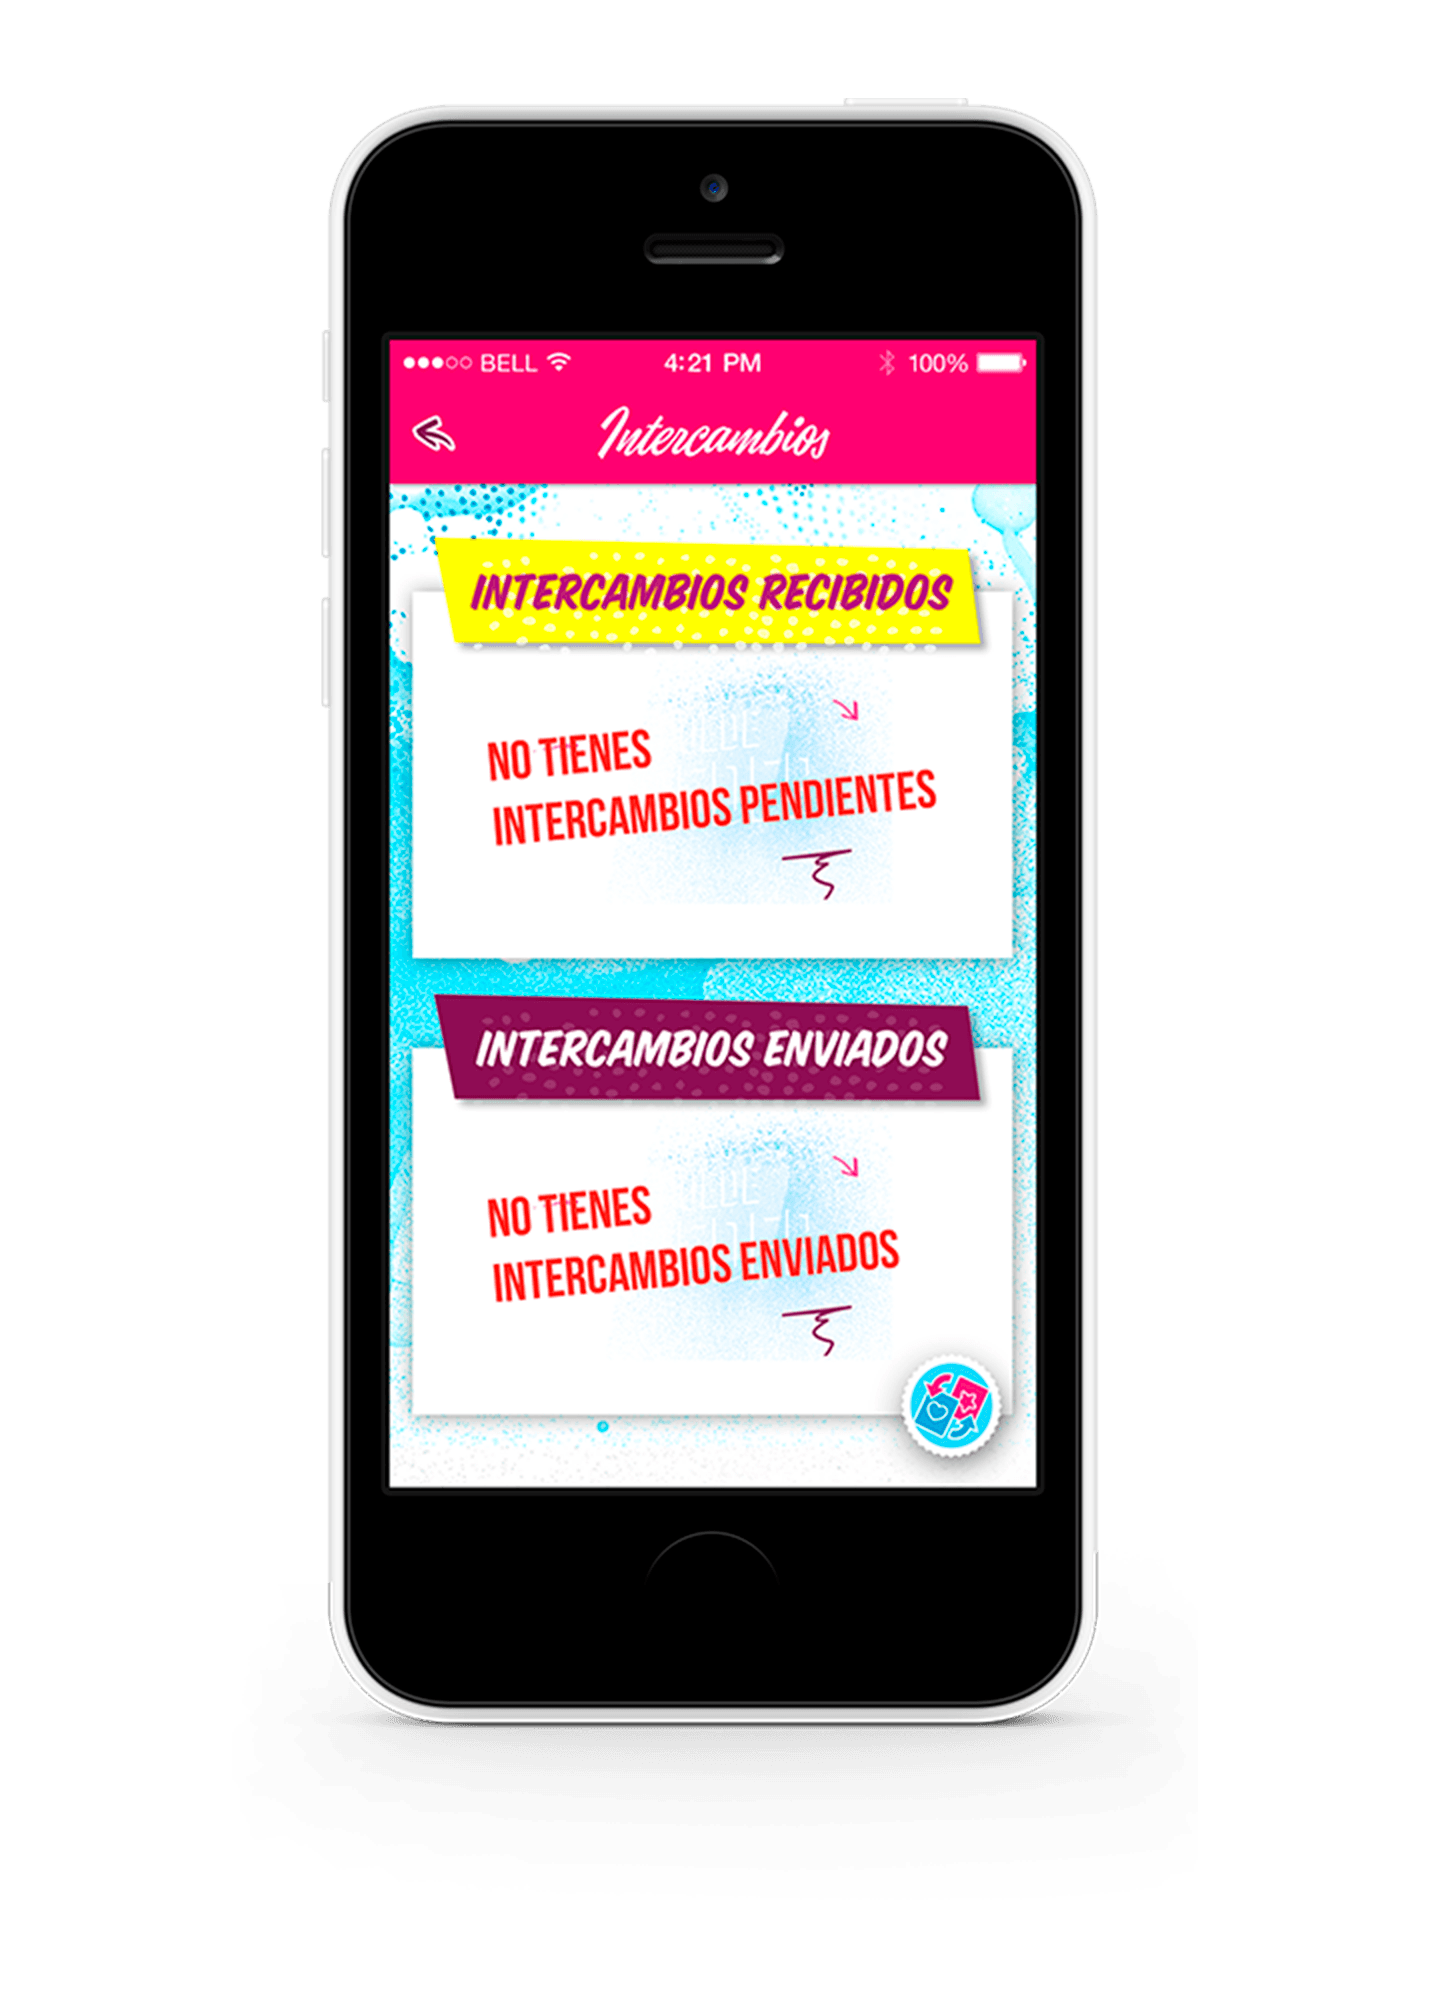 BELL 4:21 PM 100%
Intercambios
INTERCAMBIOS RECIBIDOS
NO TIENES
INTERCAMBIOS PENDIENTES
INTERCAMBIOS ENVIADOS
NO TIENES
INTERCAMBIOS ENVIADOS